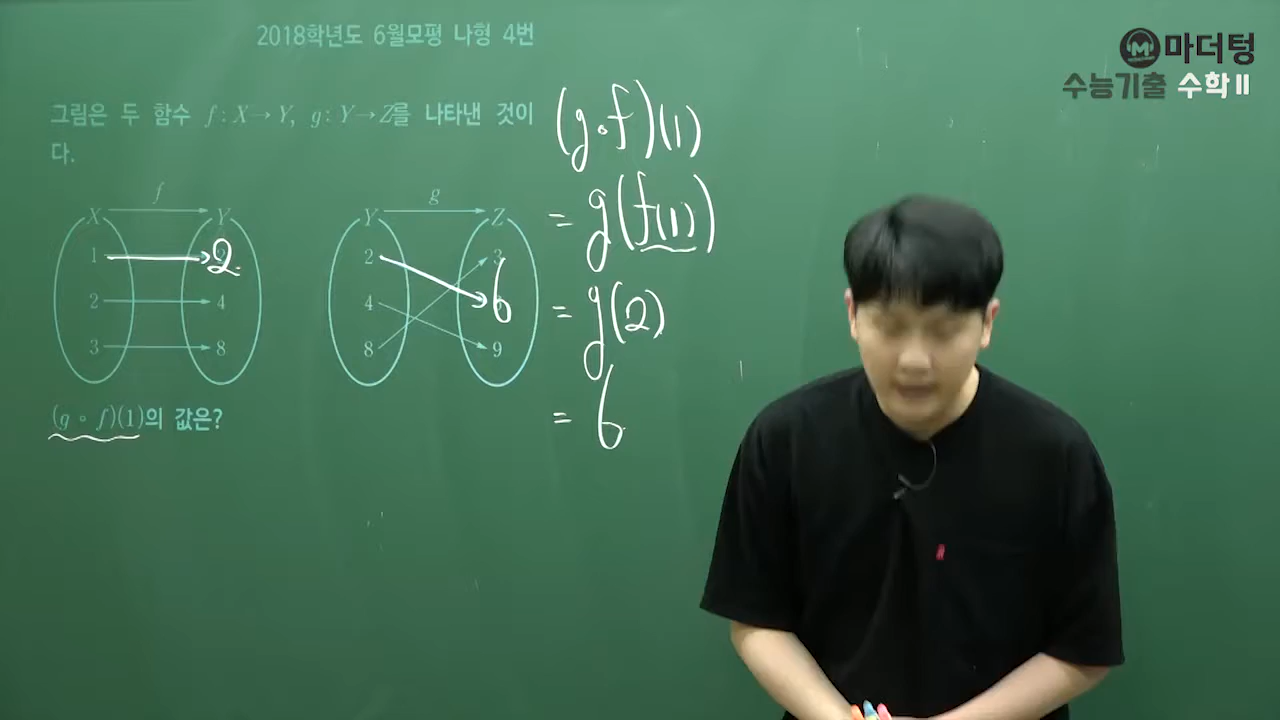 2018학년도 6월모평 나형 4번
마더텅
수능기출 수학 II
그림은 두 함수 f : X → Y, g : Y → Z를 나타낸 것이
다.
f
X Y
1 2
2 4
3 8
g
Y Z
2 3
4 6
8 9
(g ∘ f)(1)의 값은?
(g∘f)(1)
= g(f(1))
= g(2)
= 6